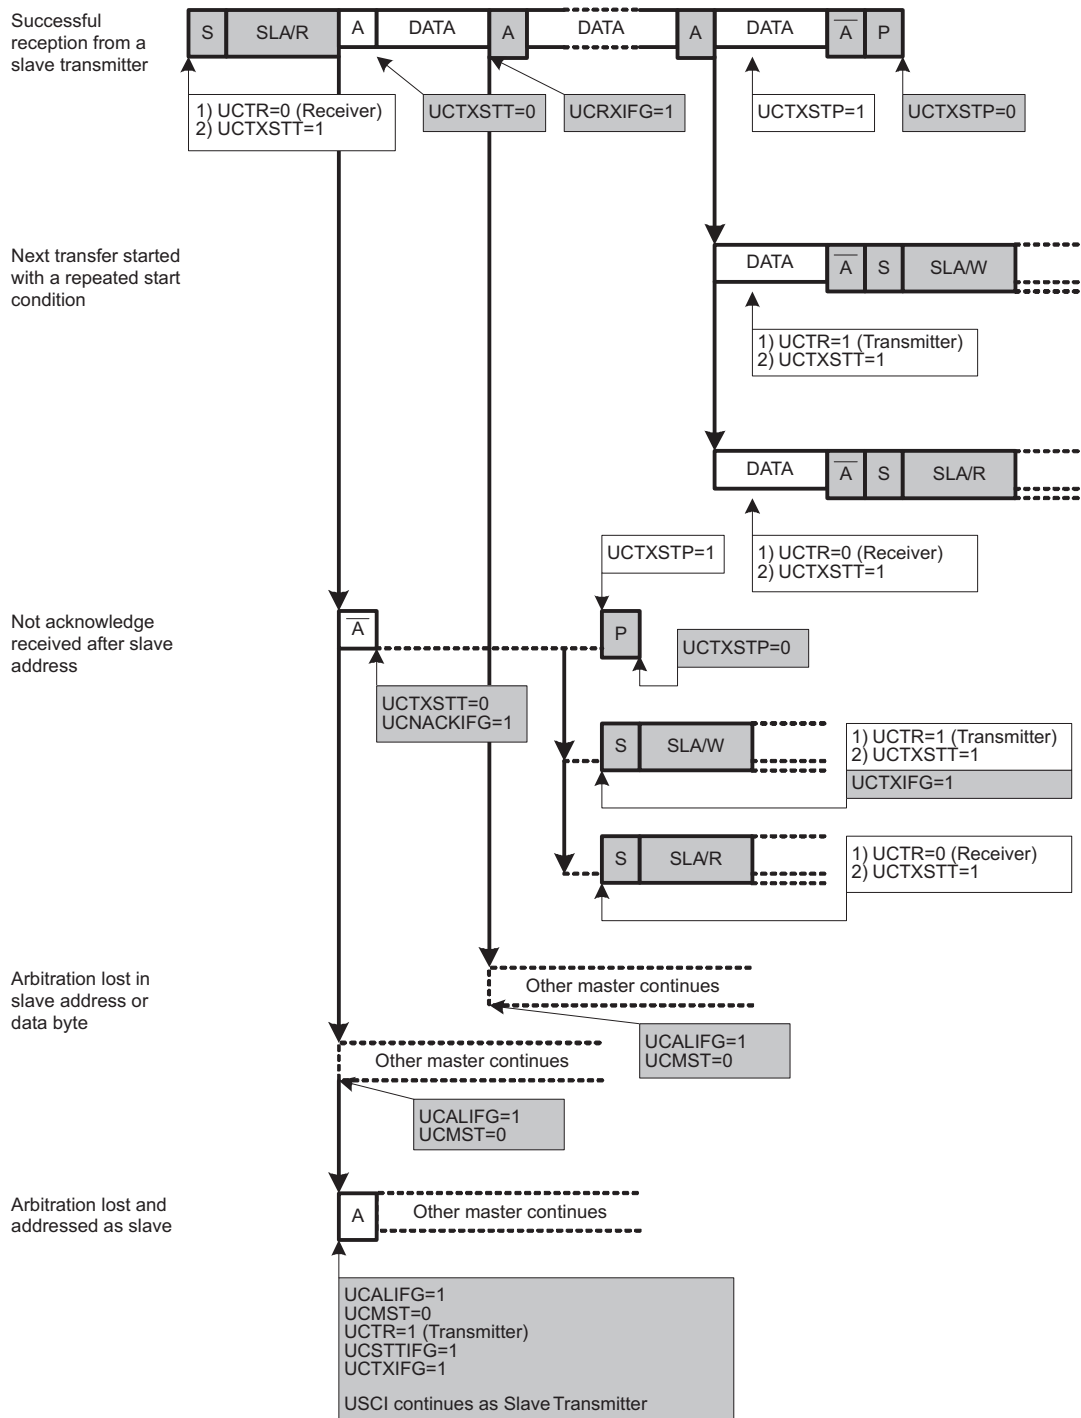 Successful
reception from a
slave transmitter
S SLA/R A DATA A DATA A DATA A P
1) UCTR=0 (Receiver)
2) UCTXSTT=1
UCTXSTT=0
UCRXIFG=1
UCTXSTP=1
UCTXSTP=0
Next transfer started
with a repeated start
condition
DATA A S SLA/W
1) UCTR=1 (Transmitter)
2) UCTXSTT=1
DATA A S SLA/R
1) UCTR=0 (Receiver)
2) UCTXSTT=1
UCTXSTP=1
Not acknowledge
received after slave
address
A
P
UCTXSTP=0
UCTXSTT=0
UCNACKIFG=1
S SLA/W
1) UCTR=1 (Transmitter)
2) UCTXSTT=1
UCTXIFG=1
S SLA/R
1) UCTR=0 (Receiver)
2) UCTXSTT=1
Arbitration lost in
slave address or
data byte
Other master continues
UCALIFG=1
UCMST=0
Other master continues
UCALIFG=1
UCMST=0
Arbitration lost and
addressed as slave
A
Other master continues
UCALIFG=1
UCMST=0
UCTR=1 (Transmitter)
UCSTTIFG=1
UCTXIFG=1
USCI continues as Slave Transmitter